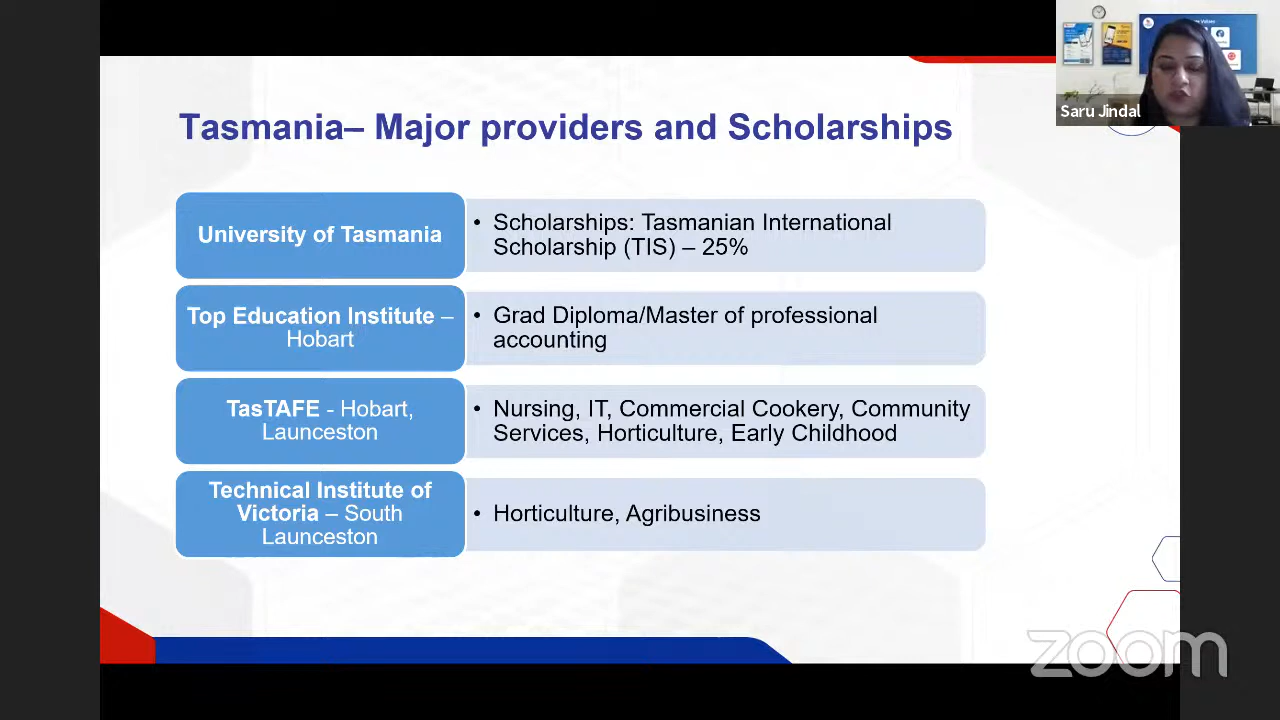 Saru Jindal
Tasmania– Major providers and Scholarships
University of Tasmania
• Scholarships: Tasmanian International
Scholarship (TIS) – 25%
Top Education Institute –
Hobart
• Grad Diploma/Master of professional
accounting
TasTAFE - Hobart,
Launceston
• Nursing, IT, Commercial Cookery, Community
Services, Horticulture, Early Childhood
Technical Institute of
Victoria – South
Launceston
• Horticulture, Agribusiness
zoom